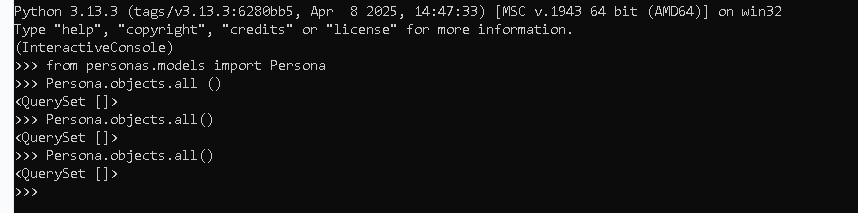 Python 3.13.3 (tags/v3.13.3:6280bb5, Apr  8 2025, 14:47:33) [MSC v.1943 64 bit (AMD64)] on win32
Type "help", "copyright", "credits" or "license" for more information.
(InteractiveConsole)
>>> from personas.models import Persona
>>> Persona.objects.all ()
<QuerySet []>
>>> Persona.objects.all()
<QuerySet []>
>>> Persona.objects.all()
<QuerySet []>
>>>